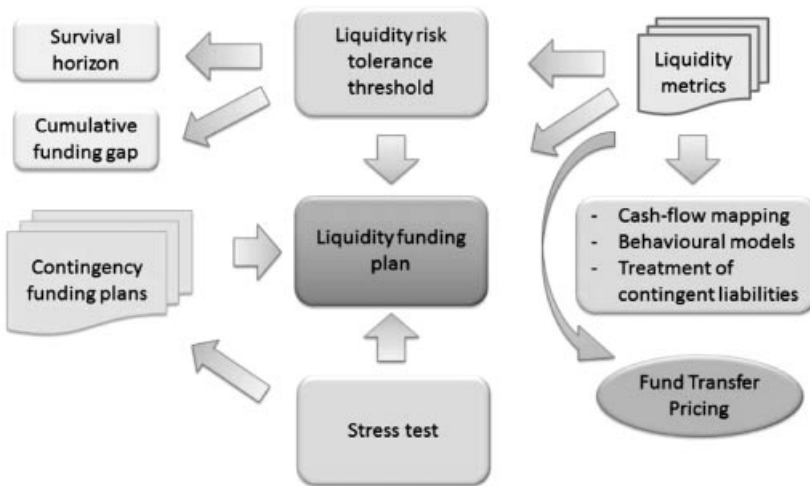 Survival
horizon
Liquidity risk
tolerance
threshold
Liquidity
metrics
Cumulative
funding gap
Contingency
funding plans
Liquidity funding
plan
- Cash-flow mapping
- Behavioural models
- Treatment of
contingent liabilities
Stress test
Fund Transfer
Pricing